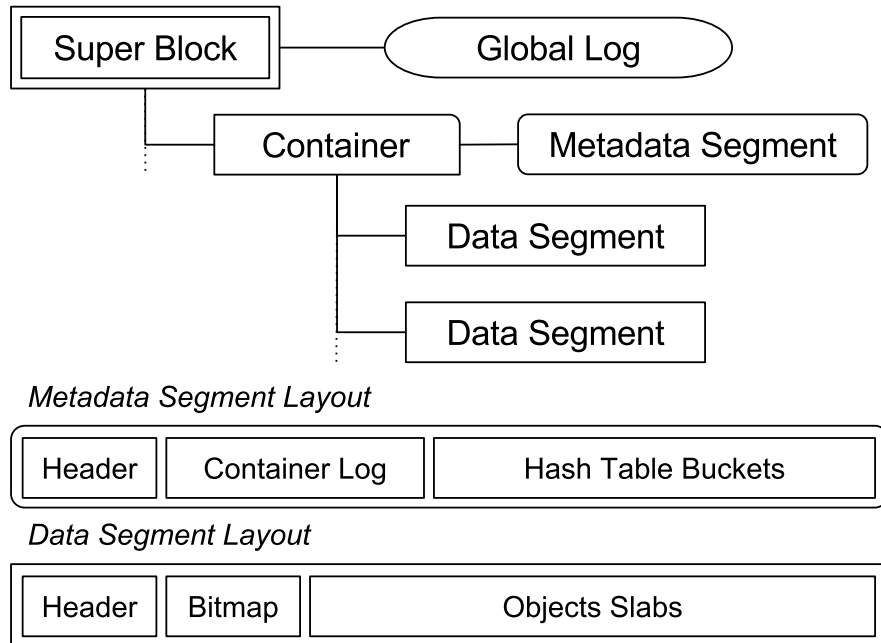 Super Block
Global Log
Container
Metadata Segment
Data Segment
Data Segment
Metadata Segment Layout
Header
Container Log
Hash Table Buckets
Data Segment Layout
Header
Bitmap
Objects Slabs